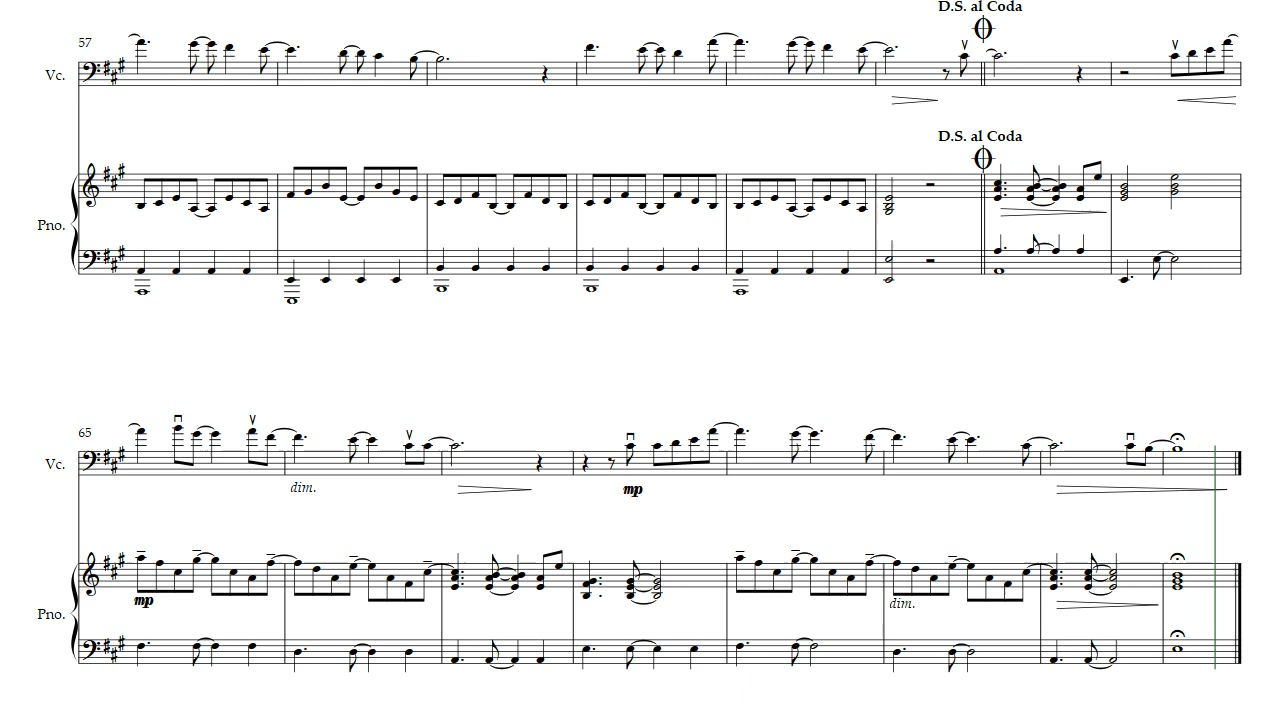 D.S. al Coda
57
Vc.
D.S. al Coda
Pno.
65
Vc.
dim.
mp
mp
Pno.
dim.